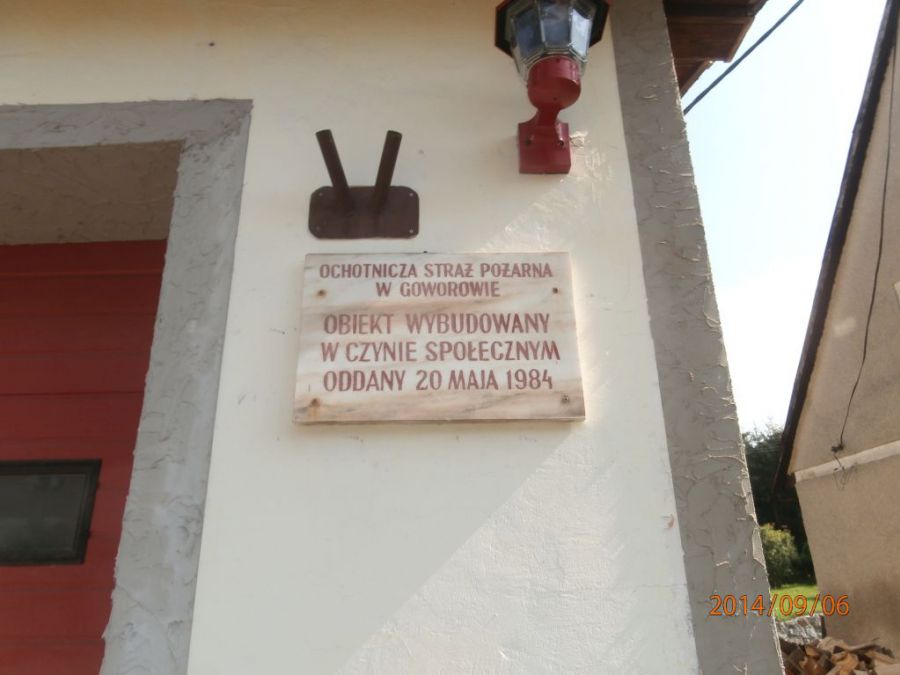 OCHOTNICZA STRAŻ POŻARNA
W GOWOROWIE
OBIEKT WYBUDOWANY
W CZYNIE SPOŁECZNYM
ODDANY 20 MAJA 1984
2014/09/06